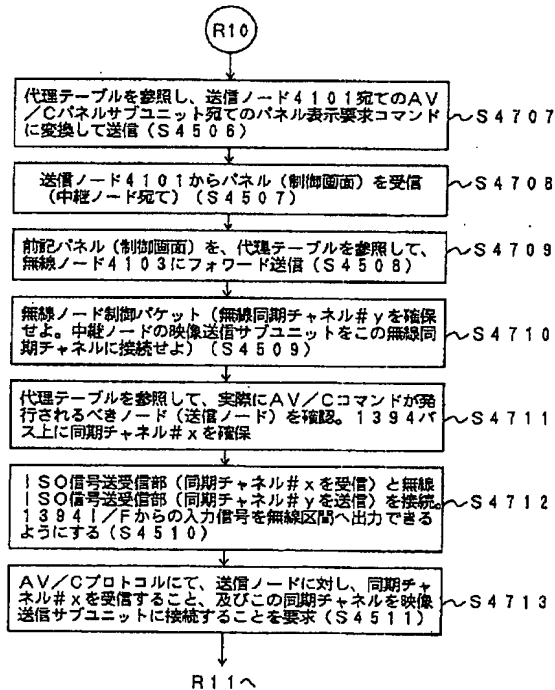 R10
代理テーブルを参照し、送信ノード4101宛てのAV
/Cパネルサブユニット宛てのパネル表示要求コマンド
に変換して送信(S4506)
~S4707
送信ノード4101からパネル(制御画面)を受信
(中継ノード宛て)(S4507)
~S4708
前記パネル(制御画面)を、代理テーブルを参照して、
無線ノード4103にフォワード送信(S4508)
~S4709
無線ノード制御パケット(無線同期チャネル#yを確保
せよ。中継ノードの映像送信サブユニットをこの無線同
期チャネルに接続せよ)(S4509)
~S4710
代理テーブルを参照して、実際にAV/Cコマンドが発
行されるべきノード(送信ノード)を確認。1394バ
ス上に同期チャネル#xを確保
~S4711
ISO信号送受信部(同期チャネル#xを受信)と無線
ISO信号送受信部(同期チャネル#yを送信)を接続。
1394I/Fからの入力信号を無線区間へ出力できる
ようにする(S4510)
~S4712
AV/Cプロトコルにて、送信ノードに対し、同期チャ
ネル#xを受信すること、及びこの同期チャネルを映像
送信サブユニットに接続することを要求(S4511)
~S4713
R11へ